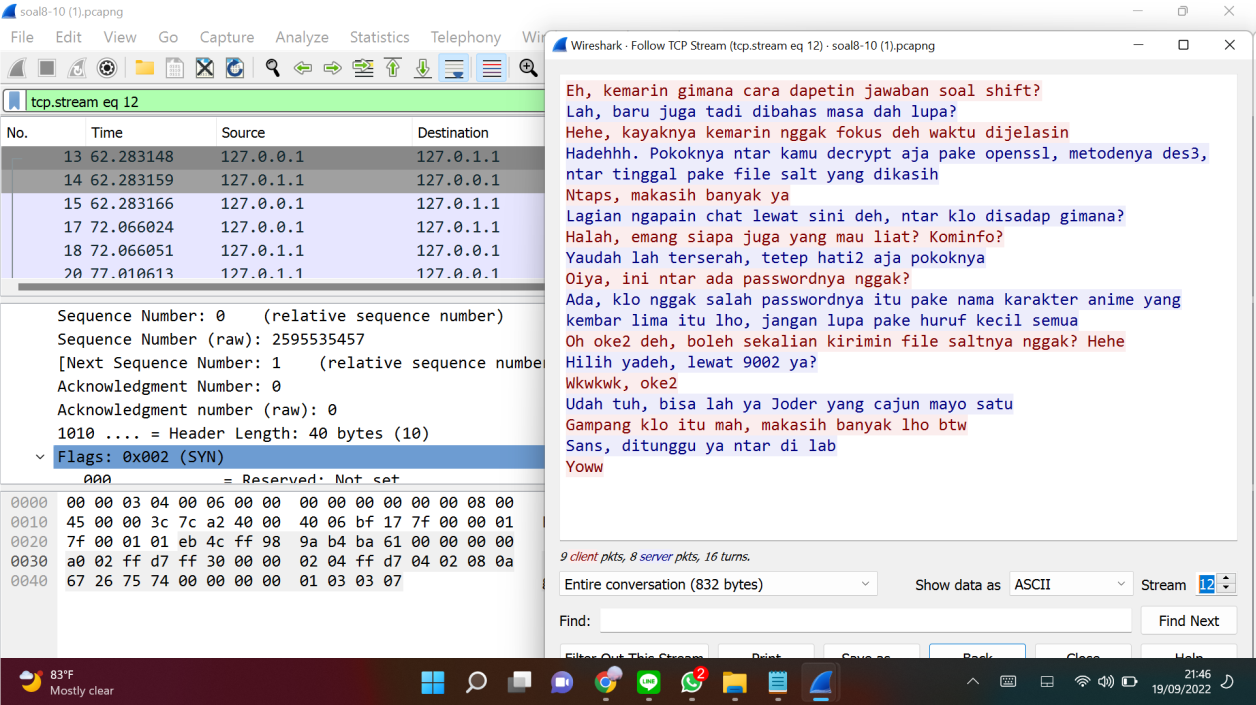 soal8-10 (1).pcapng
File Edit View Go Capture Analyze Statistics Telephony
tcp.stream eq 12
No. Time Source Destination
13 62.283148 127.0.0.1 127.0.1.1
14 62.283159 127.0.1.1 127.0.0.1
15 62.283166 127.0.0.1 127.0.1.1
17 72.066024 127.0.0.1 127.0.1.1
18 72.066051 127.0.1.1 127.0.0.1
20 77.010613 127.0.1.1 127.0.0.1
Sequence Number: 0 (relative sequence number)
Sequence Number (raw): 2595535457
[Next Sequence Number: 1 (relative sequence number
Acknowledgment Number: 0
Acknowledgment number (raw): 0
1010 .... = Header Length: 40 bytes (10)
Flags: 0x002 (SYN)
000. .... .... = Reserved: Not set
0000 00 00 03 04 00 06 00 00 00 00 00 00 00 00 08 00
0010 45 00 00 3c 7c a2 40 00 40 06 bf 17 7f 00 00 01
0020 7f 00 01 01 eb 4c ff 98 9a b4 ba 61 00 00 00 00
0030 a0 02 ff d7 ff 30 00 00 02 04 ff d7 04 02 08 0a
0040 67 26 75 74 00 00 00 00 01 03 03 07
Wireshark · Follow TCP Stream (tcp.stream eq 12) · soal8-10 (1).pcapng
Eh, kemarin gimana cara dapetin jawaban soal shift?
Lah, baru juga tadi dibahas masa dah lupa?
Hehe, kayaknya kemarin nggak fokus deh waktu dijelasin
Hadehhh. Pokoknya ntar kamu decrypt aja pake openssl, metodenya des3,
ntar tinggal pake file salt yang dikasih
Ntaps, makasih banyak ya
Lagian ngapain chat lewat sini deh, ntar klo disadap gimana?
Halah, emang siapa juga yang mau liat? Kominfo?
Yaudah lah terserah, tetep hati2 aja pokoknya
Oiya, ini ntar ada passwordnya nggak?
Ada, klo nggak salah passwordnya itu pake nama karakter anime yang
kembar lima itu lho, jangan lupa pake huruf kecil semua
Oh oke2 deh, boleh sekalian kirimin file saltnya nggak? Hehe
Hilih yadeh, lewat 9002 ya?
Wkwkwk, oke2
Udah tuh, bisa lah ya Joder yang cajun mayo satu
Gampang klo itu mah, makasih banyak lho btw
Sans, ditunggu ya ntar di lab
Yoww
9 client pkts, 8 server pkts, 16 turns.
Entire conversation (832 bytes) Show data as ASCII Stream 12
Find: Find Next
Filter Out This Stream Print Save as Back Close Help
83°F
Mostly clear
LINE
2
21:46
19/09/2022